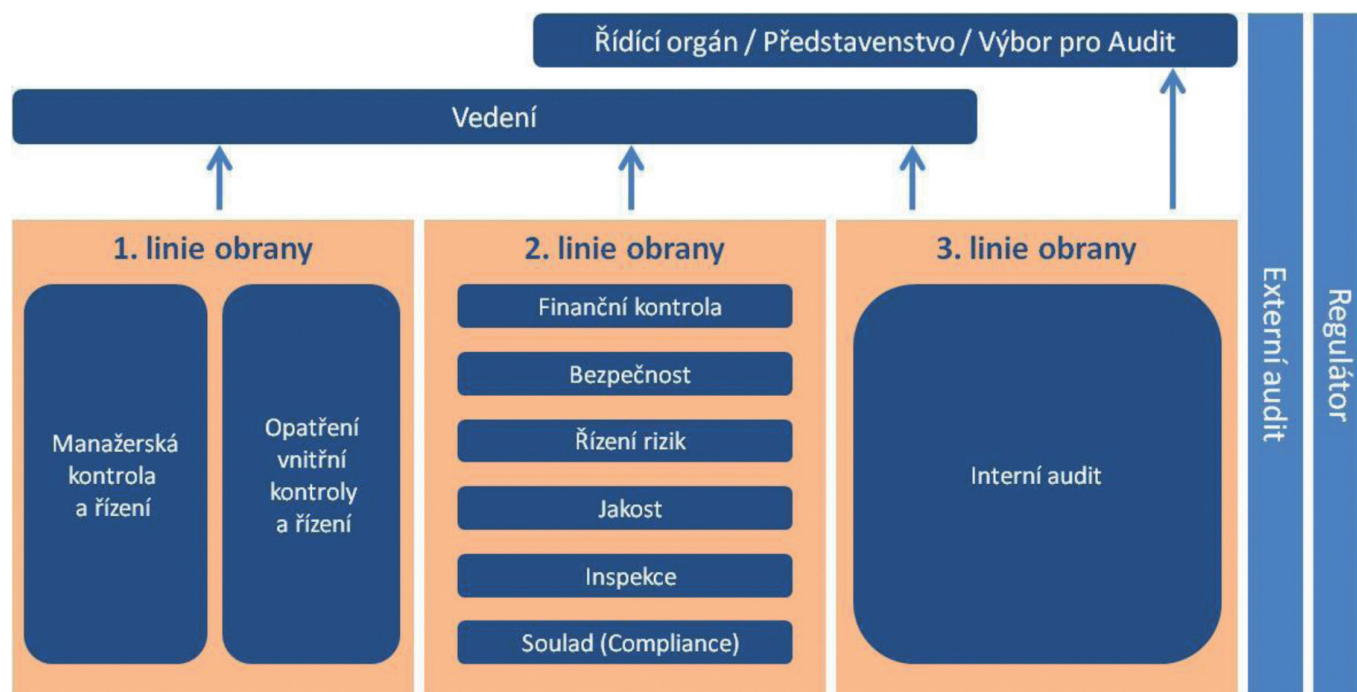 Řídící orgán / Představenstvo / Výbor pro Audit
Vedení
1. linie obrany
Manažerská
kontrola
a řízení
Opatření
vnitřní
kontroly
a řízení
2. linie obrany
Finanční kontrola
Bezpečnost
Řízení rizik
Jakost
Inspekce
Soulad (Compliance)
3. linie obrany
Interní audit
Externí audit
Regulátor